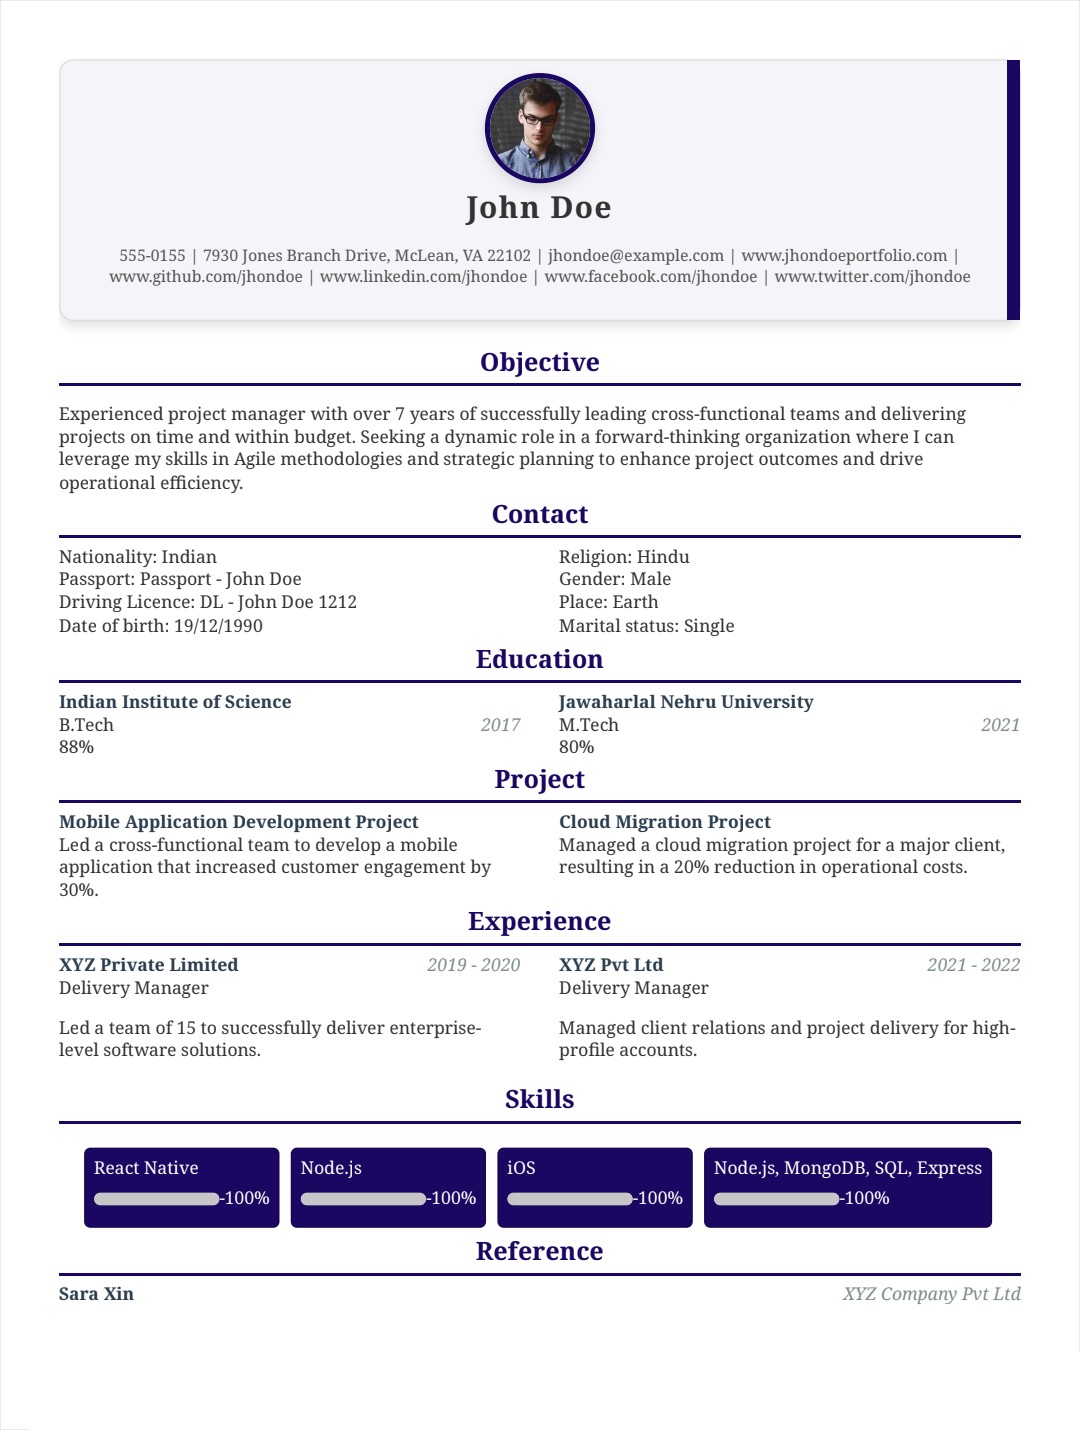 John Doe
555-0155 | 7930 Jones Branch Drive, McLean, VA 22102 | jhondoe@example.com | www.jhondoeportfolio.com |
www.github.com/jhondoe | www.linkedin.com/jhondoe | www.facebook.com/jhondoe | www.twitter.com/jhondoe
Objective
Experienced project manager with over 7 years of successfully leading cross-functional teams and delivering
projects on time and within budget. Seeking a dynamic role in a forward-thinking organization where I can
leverage my skills in Agile methodologies and strategic planning to enhance project outcomes and drive
operational efficiency.
Contact
Nationality: Indian
Passport: Passport - John Doe
Driving Licence: DL - John Doe 1212
Date of birth: 19/12/1990
Religion: Hindu
Gender: Male
Place: Earth
Marital status: Single
Education
Indian Institute of Science
B.Tech 2017
88%
Jawaharlal Nehru University
M.Tech 2021
80%
Project
Mobile Application Development Project
Led a cross-functional team to develop a mobile
application that increased customer engagement by
30%.
Cloud Migration Project
Managed a cloud migration project for a major client,
resulting in a 20% reduction in operational costs.
Experience
XYZ Private Limited 2019 - 2020
Delivery Manager
Led a team of 15 to successfully deliver enterprise-
level software solutions.
XYZ Pvt Ltd 2021 - 2022
Delivery Manager
Managed client relations and project delivery for high-
profile accounts.
Skills
React Native
-100%
Node.js
-100%
iOS
-100%
Node.js, MongoDB, SQL, Express
-100%
Reference
Sara Xin XYZ Company Pvt Ltd